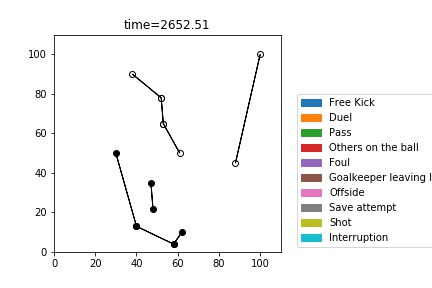 time=2652.51
100
80
60
40
20
0
0 20 40 60 80 100
Free Kick
Duel
Pass
Others on the ball
Foul
Goalkeeper leaving l
Offside
Save attempt
Shot
Interruption